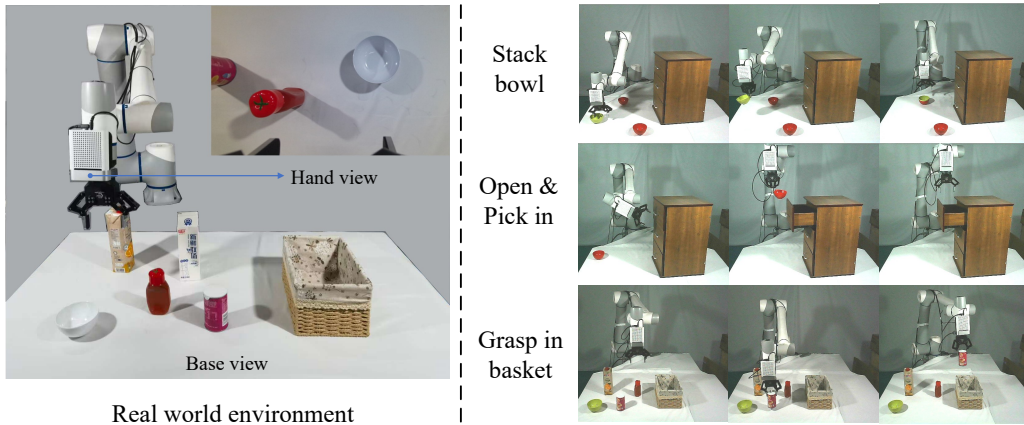 Hand view
Base view
Real world environment
Stack
bowl
Open &
Pick in
Grasp in
basket